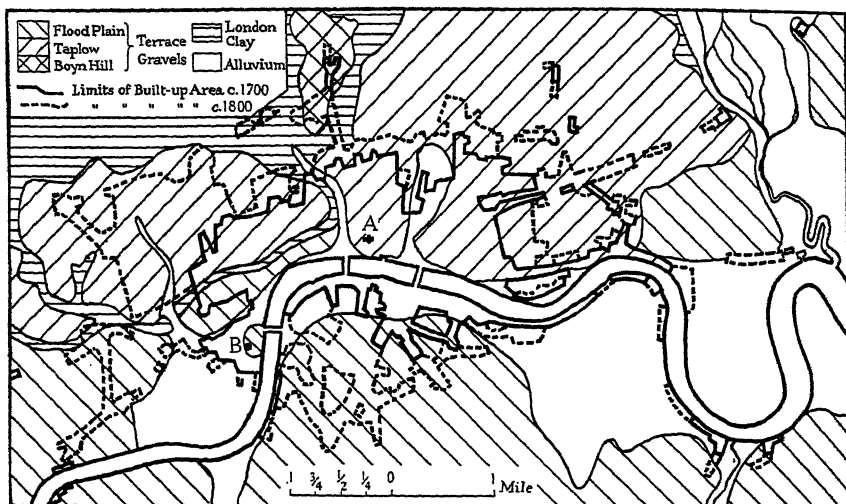 Flood Plain
Taplow
Boyn Hill
Terrace
Gravels
London
Clay
Alluvium
Limits of Built-up Area c.1700
" " " " " c.1800
A
B
1 ¾ ½ ¼ 0 1 Mile